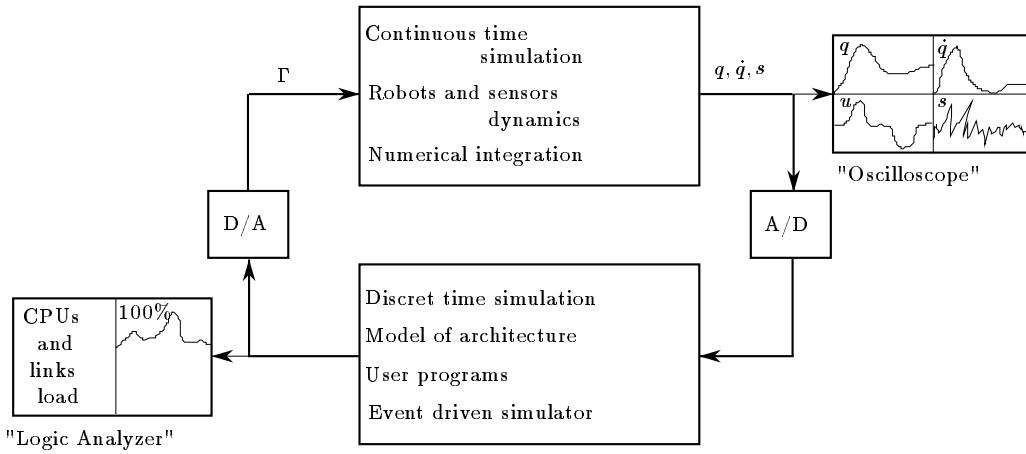 Continuous time
simulation
Robots and sensors
dynamics
Numerical integration
Γ
q, q̇, s
q
q̇
u
s
"Oscilloscope"
D/A
A/D
Discret time simulation
Model of architecture
User programs
Event driven simulator
CPUs
and
links
load
100%
"Logic Analyzer"